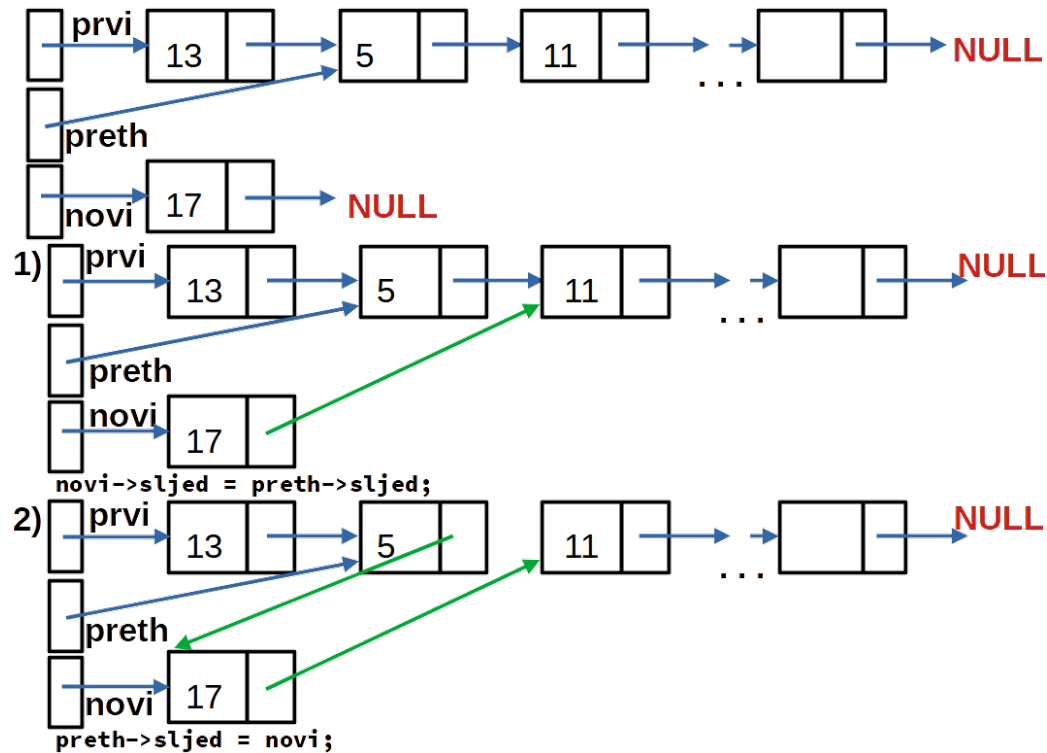 prvi
13 5 11 ... NULL
preth
novi
17 NULL
1) prvi
13 5 11 ... NULL
preth
novi
17
novi->sljed = preth->sljed;
2) prvi
13 5 11 ... NULL
preth
novi
17
preth->sljed = novi;